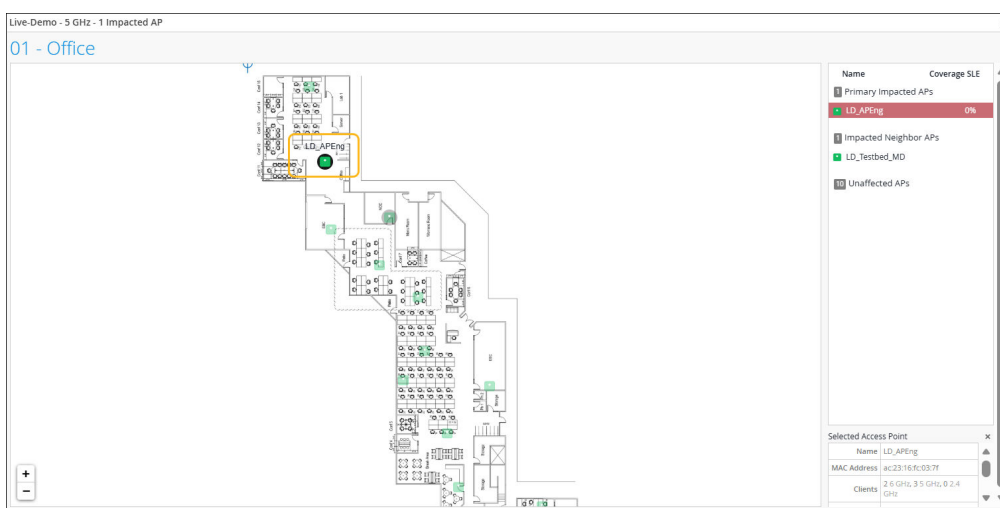 Live-Demo - 5 GHz - 1 Impacted AP
01 - Office
Name Coverage SLE
1 Primary Impacted APs
LD_APEng 0%
1 Impacted Neighbor APs
LD_Testbed_MD
10 Unaffected APs
LD_APEng
Storage
Storage
+
−
Selected Access Point ×
Name LD_APEng
MAC Address ac:23:16:fc:03:7f
Clients 2 6 GHz, 3 5 GHz, 0 2.4
GHz